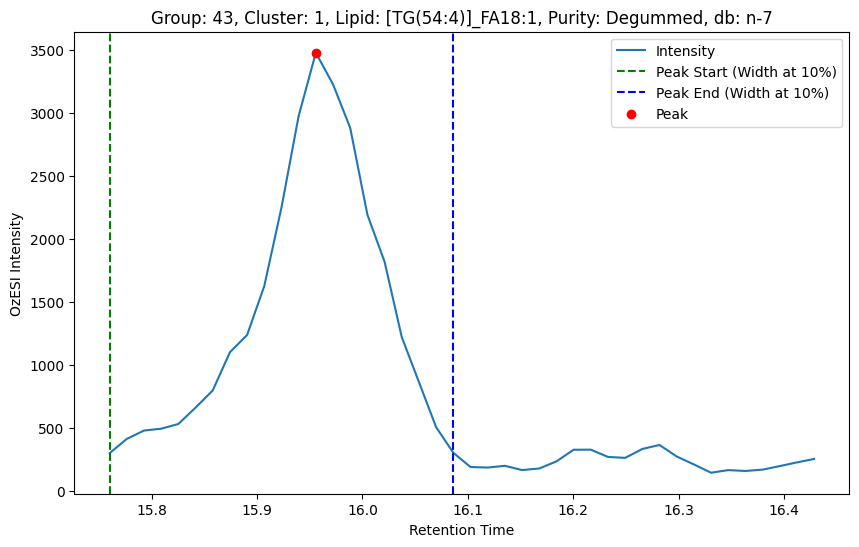 Group: 43, Cluster: 1, Lipid: [TG(54:4)]_FA18:1, Purity: Degummed, db: n-7
Intensity
Peak Start (Width at 10%)
Peak End (Width at 10%)
Peak
OzESI Intensity
3500
3000
2500
2000
1500
1000
500
0
15.8
15.9
16.0
16.1
16.2
16.3
16.4
Retention Time